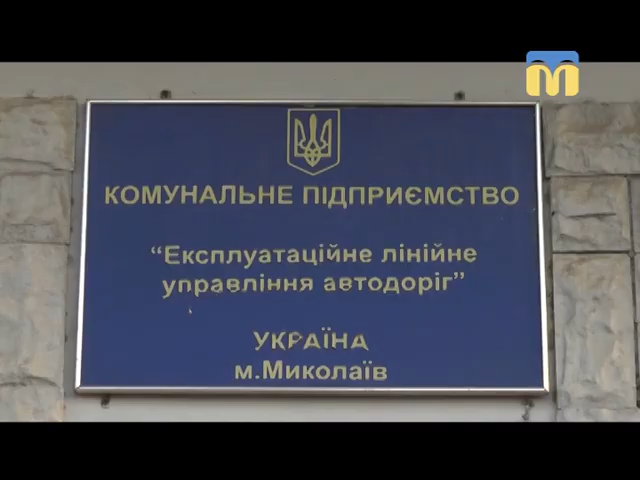 КОМУНАЛЬНЕ ПІДПРИЄМСТВО
“Експлуатаційне лінійне
управління автодоріг”
УКРАЇНА
м.Миколаїв